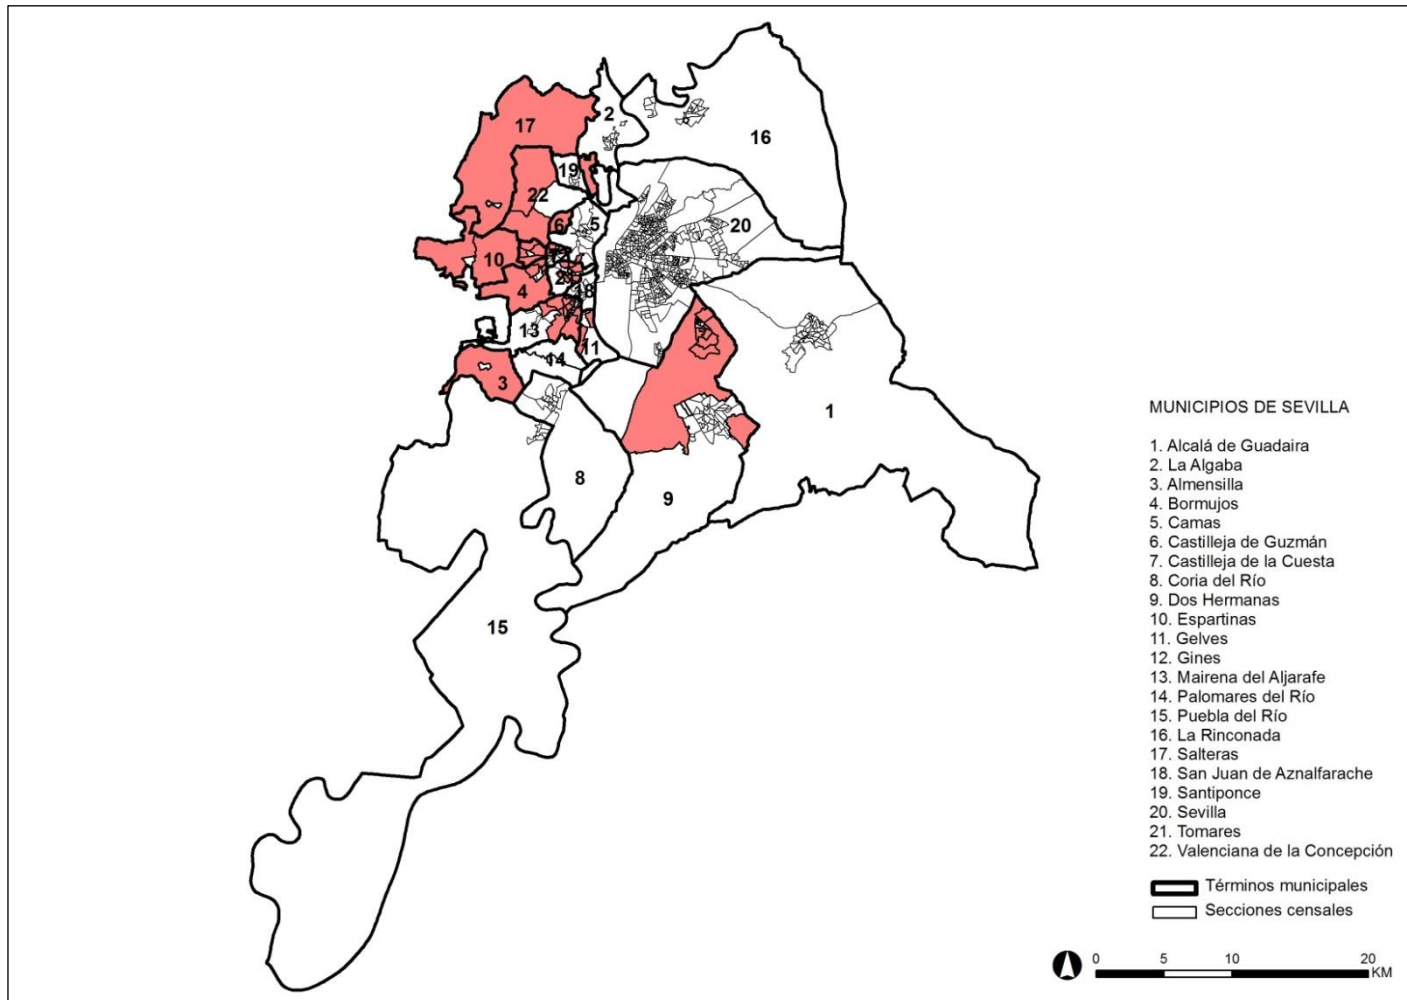 17
2
16
19
22
6
5
20
10
12
4
2
18
13
11
14
3
1
8
9
15
MUNICIPIOS DE SEVILLA
1. Alcalá de Guadaira
2. La Algaba
3. Almensilla
4. Bormujos
5. Camas
6. Castilleja de Guzmán
7. Castilleja de la Cuesta
8. Coria del Río
9. Dos Hermanas
10. Espartinas
11. Gelves
12. Gines
13. Mairena del Aljarafe
14. Palomares del Río
15. Puebla del Río
16. La Rinconada
17. Salteras
18. San Juan de Aznalfarache
19. Santiponce
20. Sevilla
21. Tomares
22. Valenciana de la Concepción
Términos municipales
Secciones censales
0 5 10 20
KM